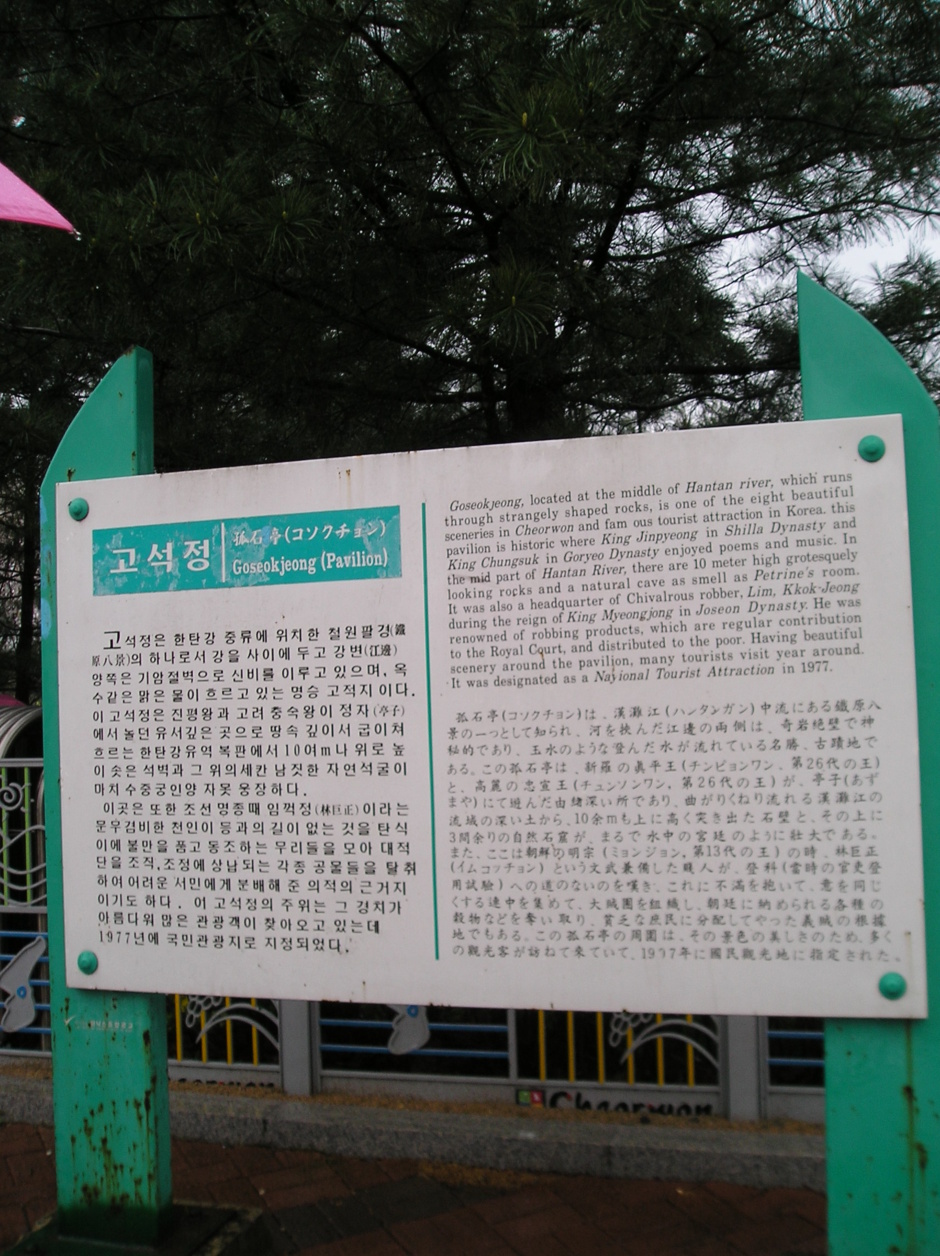 고석정
孤石亭(コソクチョン)
Goseokjeong (Pavilion)
고석정은 한탄강 중류에 위치한 철원팔경(鐵
原八景)의 하나로서 강을 사이에 두고 강변(江邊)
양쪽은 기암절벽으로 신비를 이루고 있으며, 옥
수같은 맑은 물이 흐르고 있는 명승 고적지 이다.
이 고석정은 진평왕과 고려 충숙왕이 정자(亭子)
에서 놀던 유서깊은 곳으로 땅속 깊이서 굽이쳐
흐르는 한탄강유역 복판에서 10여m나 위로 높
이 솟은 석벽과 그 위의세칸 남짓한 자연석굴이
마치 수중궁인양 자못 웅장하다.
이곳은 또한 조선 명종때 임꺽정(林巨正)이라는
문무겸비한 천인이 등과의길이 없는 것을 탄식
이에 불만을 품고 동조하는 무리들을 모아 대적
단을 조직,조정에 상납되는 각종 공물들을 탈취
하여 어려운 서민에게 분배해 준 의적의 근거지
이기도 하다. 이 고석정의 주위는 그 경치가
아름다워 많은 관광객이 찾아오고 있는데
1977년에 국민관광지로 지정되었다.
Goseokjeong, located at the middle of Hantan river, which runs
through strangely shaped rocks, is one of the eight beautiful
sceneries in Cheorwon and fam ous tourist attraction in Korea. this
pavilion is historic where King Jinpyeong in Shilla Dynasty and
King Chungsuk in Goryeo Dynasty enjoyed poems and music. In
the mid part of Hantan River, there are 10 meter high grotesquely
looking rocks and a natural cave as smell as Petrine's room.
It was also a headquarter of Chivalrous robber, Lim, Kkok-Jeong
during the reign of King Myeongjong in Joseon Dynasty. He was
renowned of robbing products, which are regular contribution
to the Royal Court, and distributed to the poor. Having beautiful
scenery around the pavilion, many tourists visit year around.
It was designated as a National Tourist Attraction in 1977.
孤石亭(コソクチョン)は、漢灘江(ハンタンガン)中流にある鐵原八
景の一っとして知られ、河を挾んだ江邊の両側は、奇岩絶壁で神
秘的であり、玉水のような登んだ水が流れている名勝、古蹟地で
ある。この孤石亭は、新羅の眞平王(チンピョンワン、第26代の王)
と、高麗の忠宣王(チュンソンワン、第26代の王)が、亭子(あず
まや)にて遊んだ由緖深い所であり、曲がりくねり流れる漢灘江の
流域の深い土から、10余mも上に高く突き出た石壁と、その上に
3間余りの自然石窟が、まるで水中の宮廷のように壯大である。
また、ここは朝鮮の明宗(ミョンジョン、第13代の王)の時、林巨正
(イムコッチョン)という文武兼備した賤人が、登科(當時の官吏登
用試驗)への道のないのを嘆き、これに不滿を抱いて、意を同じ
くする連中を集めて、大賊團を組織し、朝廷に納められる各種の
穀物などを奪い取り、貧乏な庶民に分配してやった義賊の根據
地でもある。この孤石亭の周圍は、その景色の美しさのため、多く
の觀光客が訪ねて来ていて、1977年に國民觀光地に指定された。
Cheorwon